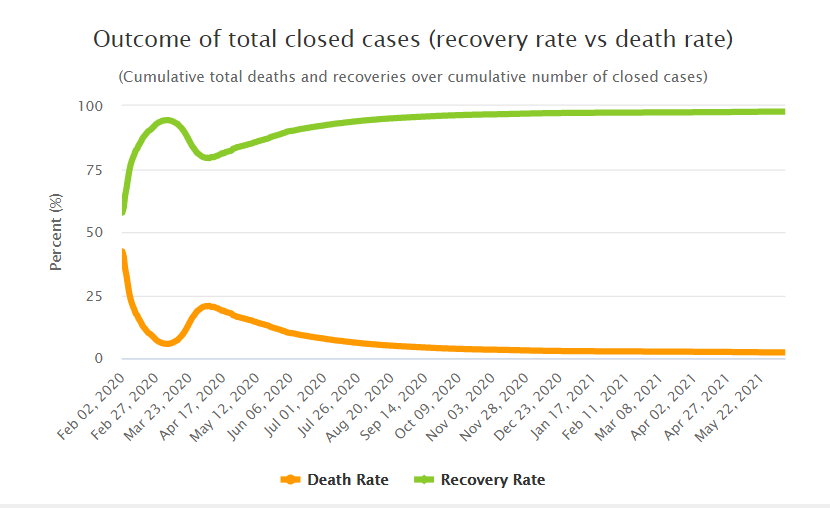 Outcome of total closed cases (recovery rate vs death rate)
(Cumulative total deaths and recoveries over cumulative number of closed cases)
Percent (%)
100
75
50
25
0
Feb 02, 2020
Feb 27, 2020
Mar 23, 2020
Apr 17, 2020
May 12, 2020
Jun 06, 2020
Jul 01, 2020
Jul 26, 2020
Aug 20, 2020
Sep 14, 2020
Oct 09, 2020
Nov 03, 2020
Nov 28, 2020
Dec 23, 2020
Jan 17, 2021
Feb 11, 2021
Mar 08, 2021
Apr 02, 2021
Apr 27, 2021
May 22, 2021
Death Rate
Recovery Rate